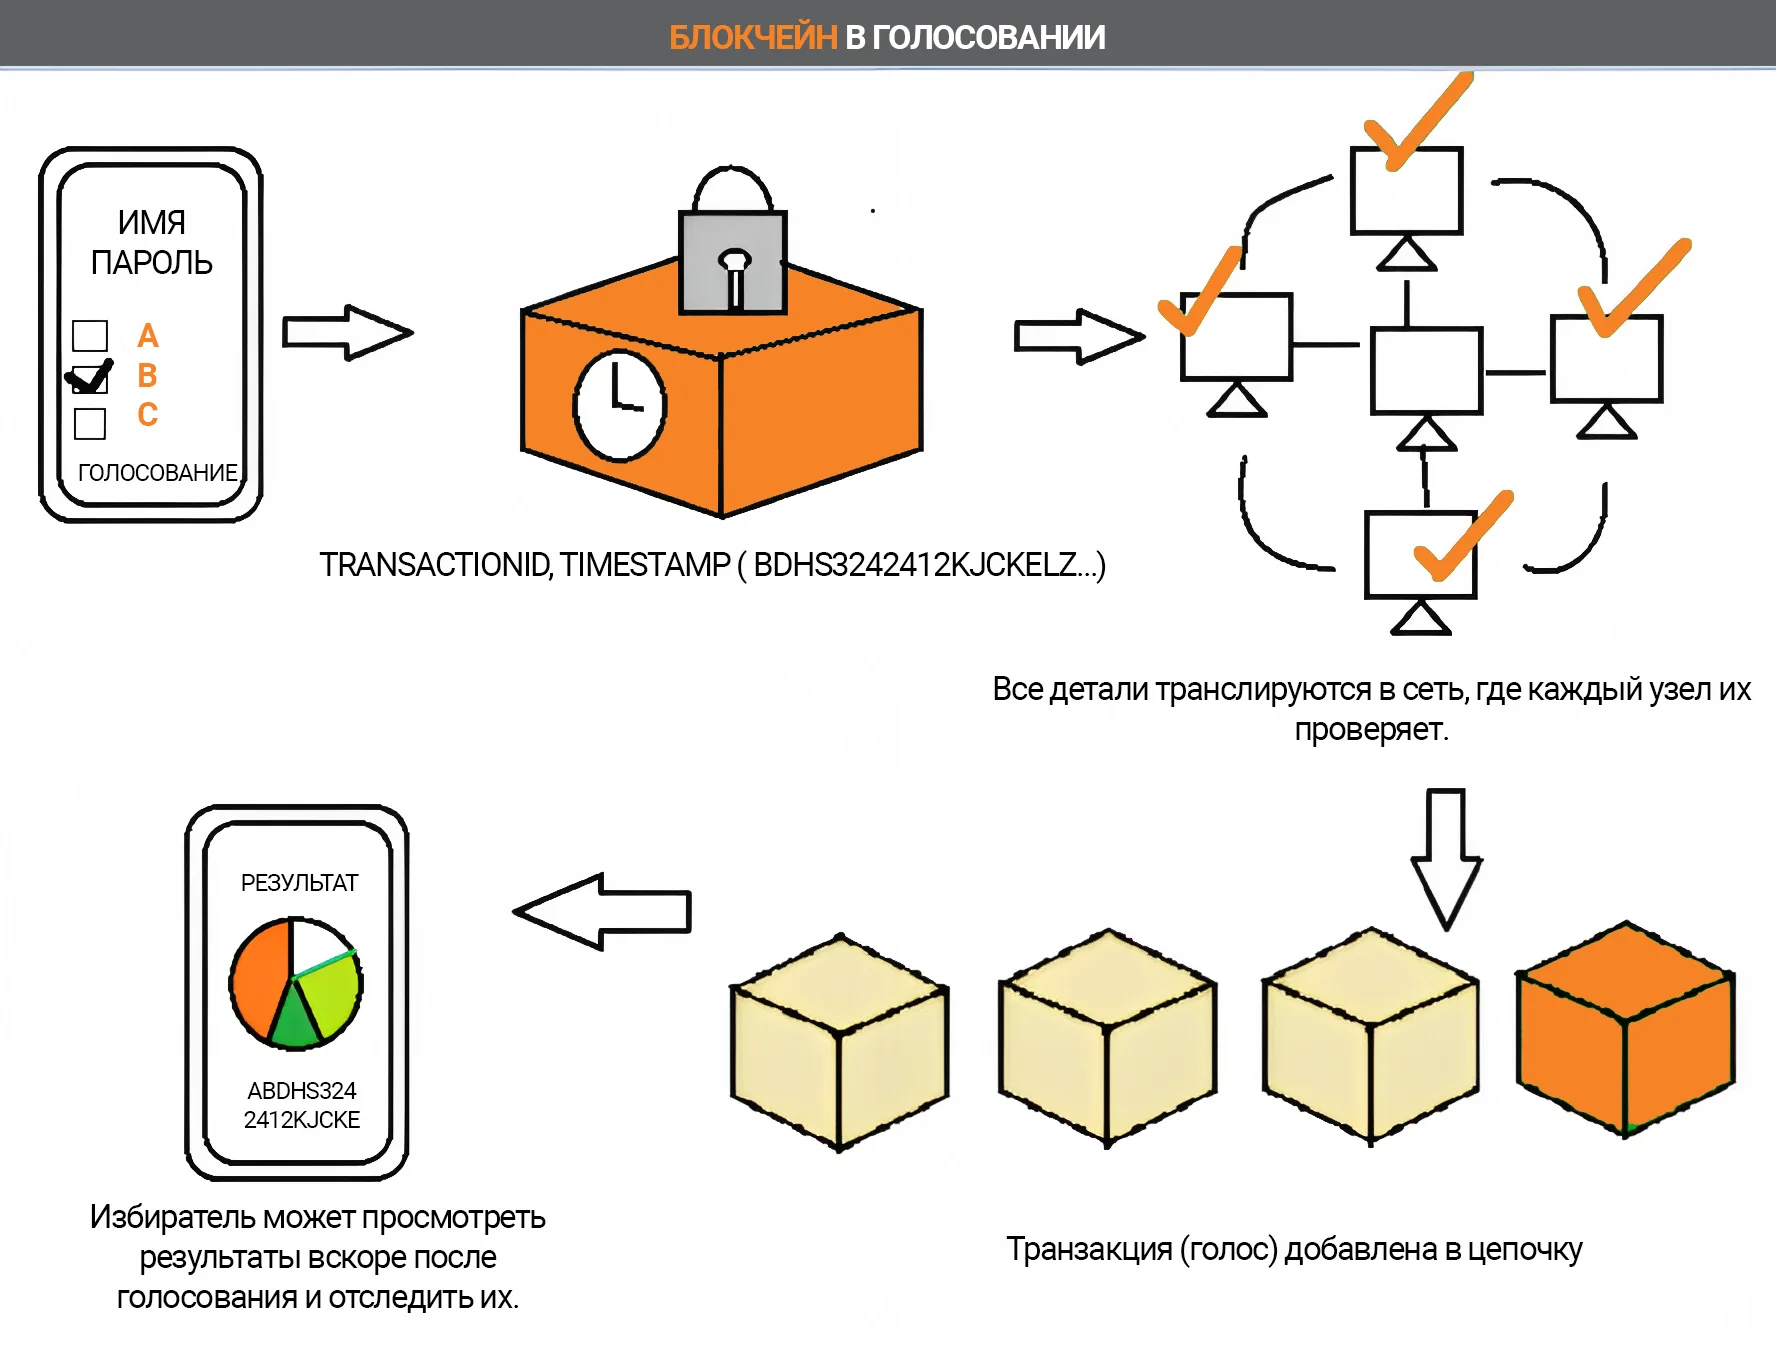 БЛОКЧЕЙН В ГОЛОСОВАНИИ
ИМЯ
ПАРОЛЬ
A
B
C
ГОЛОСОВАНИЕ
TRANSACTIONID, TIMESTAMP ( BDHS3242412KJCKELZ...)
Все детали транслируются в сеть, где каждый узел их
проверяет.
РЕЗУЛЬТАТ
ABDHS324
2412KJCKE
Избиратель может просмотреть
результаты вскоре после
голосования и отследить их.
Транзакция (голос) добавлена в цепочку